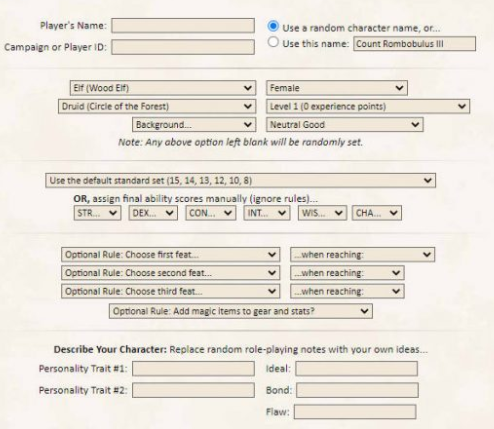 Player's Name: Use a random character name, or...
Campaign or Player ID: Use this name: Count Rombobulus III
Elf (Wood Elf) Female
Druid (Circle of the Forest) Level 1 (0 experience points)
Background... Neutral Good
Note: Any above option left blank will be randomly set.
Use the default standard set (15, 14, 13, 12, 10, 8)
OR, assign final ability scores manually (ignore rules)...
STR... DEX... CON... INT... WIS... CHA...
Optional Rule: Choose first feat... ...when reaching:
Optional Rule: Choose second feat... ...when reaching:
Optional Rule: Choose third feat... ...when reaching:
Optional Rule: Add magic items to gear and stats?
Describe Your Character: Replace random role-playing notes with your own ideas...
Personality Trait #1: Ideal:
Personality Trait #2: Bond:
Flaw: